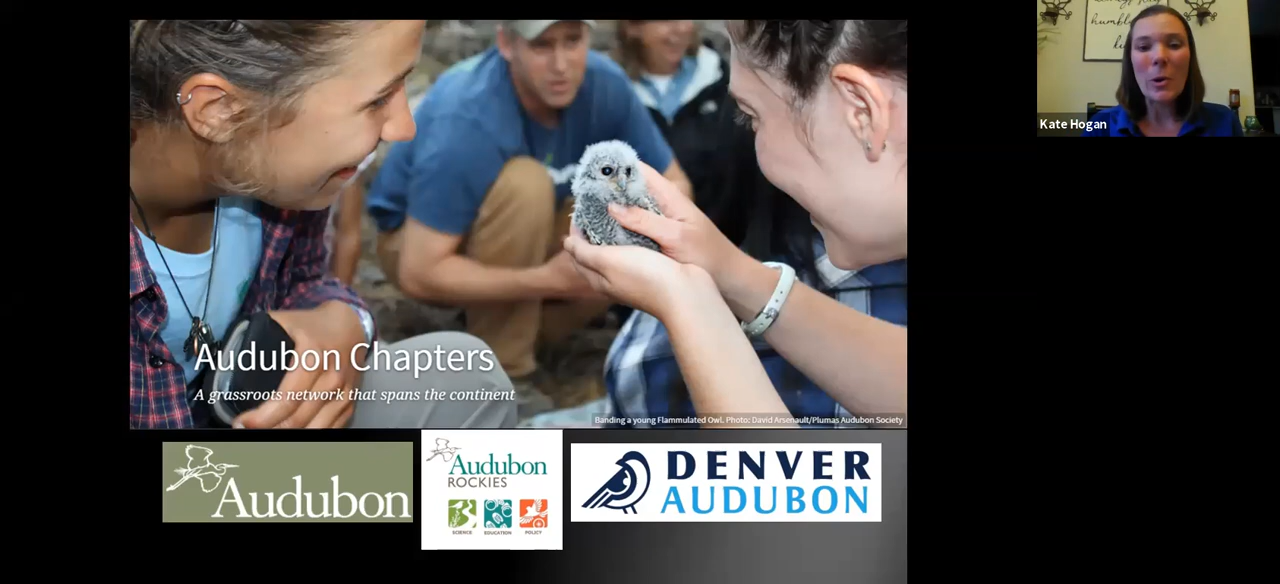 humble
Kate Hogan
Audubon Chapters
A grassroots network that spans the continent
Banding a young Flammulated Owl. Photo: David Arsenault/Plumas Audubon Society
Audubon
Audubon
ROCKIES
SCIENCE EDUCATION POLICY
DENVER
AUDUBON